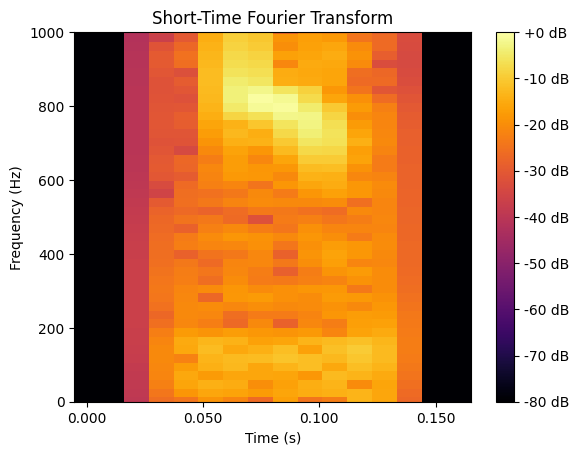 Short-Time Fourier Transform
1000
800
600
400
200
0
Frequency (Hz)
0.000
0.050
0.100
0.150
Time (s)
+0 dB
-10 dB
-20 dB
-30 dB
-40 dB
-50 dB
-60 dB
-70 dB
-80 dB